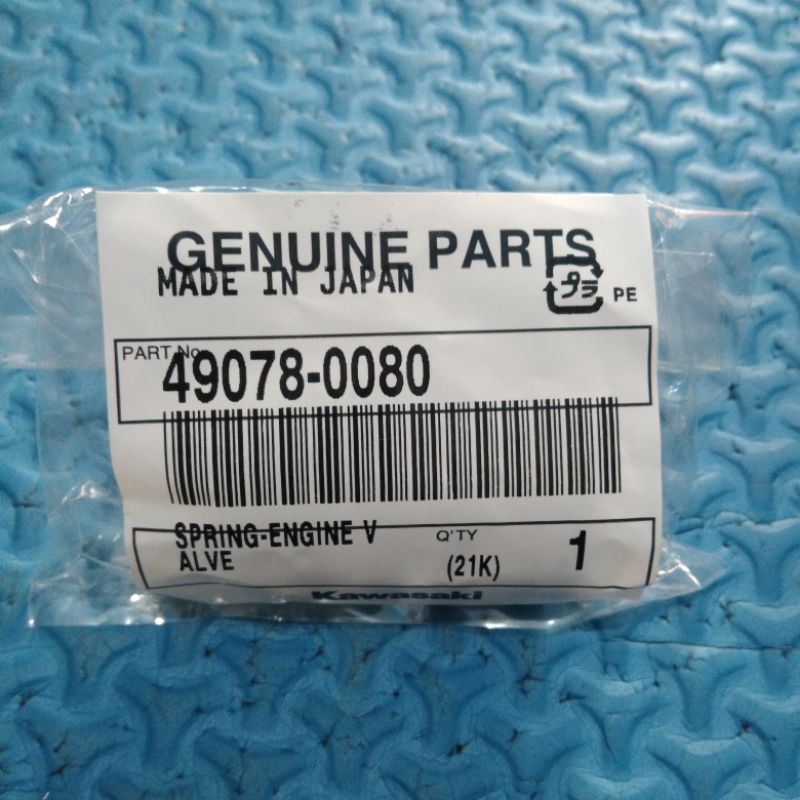 GENUINE PARTS
MADE IN JAPAN
プラ
PE
PART No.
49078-0080
SPRING-ENGINE V
ALVE
Q'TY
(21K)
1
Kawasaki